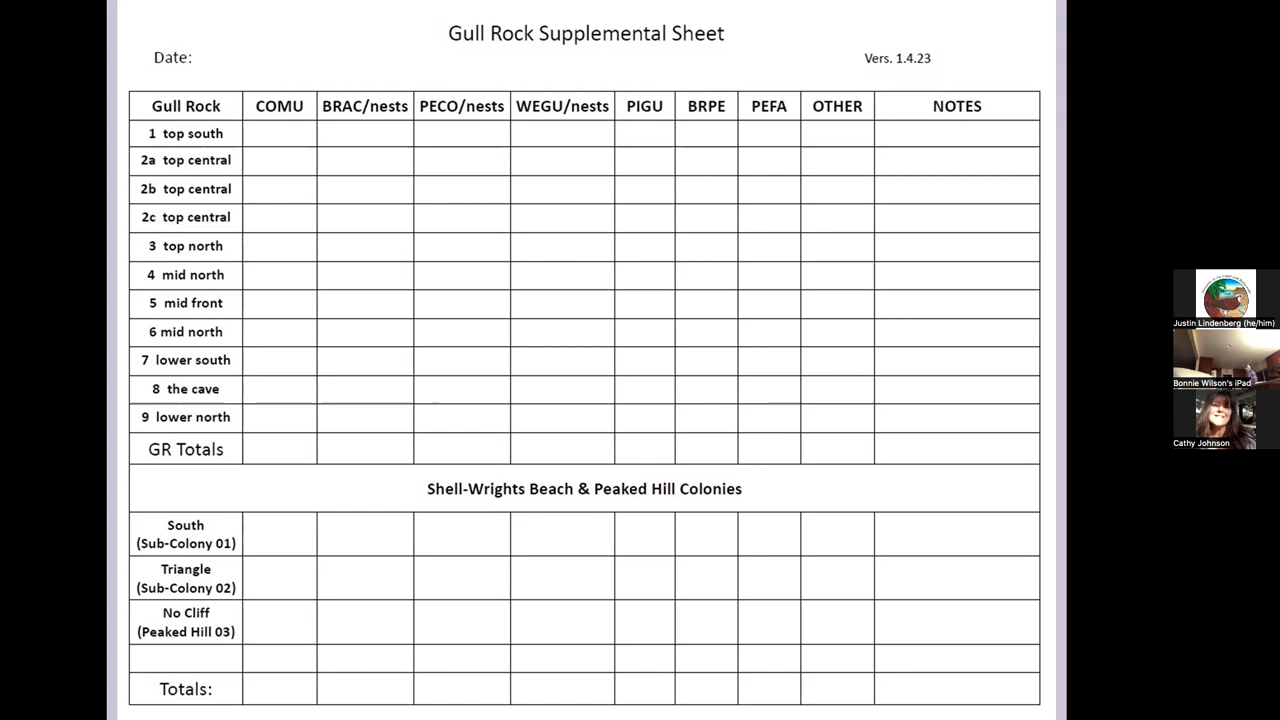 Gull Rock Supplemental Sheet
Date:
Vers. 1.4.23
Gull Rock COMU BRAC/nests PECO/nests WEGU/nests PIGU BRPE PEFA OTHER NOTES
1 top south
2a top central
2b top central
2c top central
3 top north
4 mid north
5 mid front
6 mid north
7 lower south
8 the cave
9 lower north
GR Totals
Shell-Wrights Beach & Peaked Hill Colonies
South
(Sub-Colony 01)
Triangle
(Sub-Colony 02)
No Cliff
(Peaked Hill 03)
Totals:
Justin Lindenberg (he/him)
Bonnie Wilson's iPad
Cathy Johnson